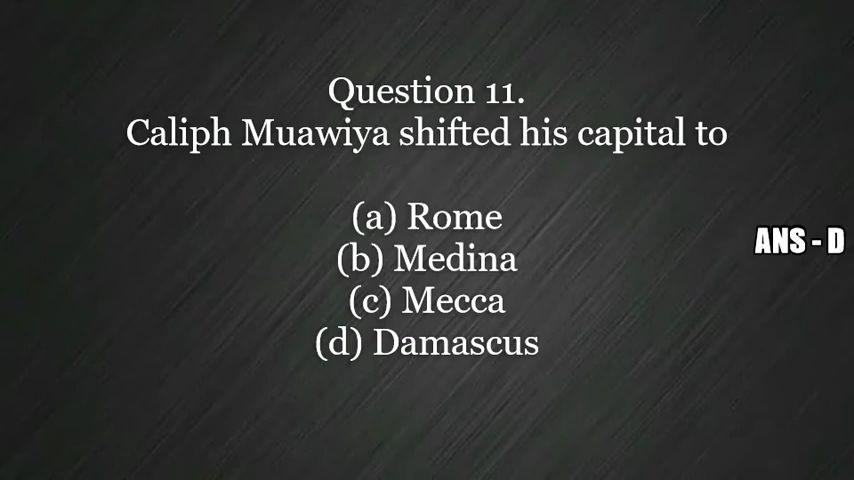 Question 11.
Caliph Muawiya shifted his capital to
(a) Rome
(b) Medina
(c) Mecca
(d) Damascus
ANS - D